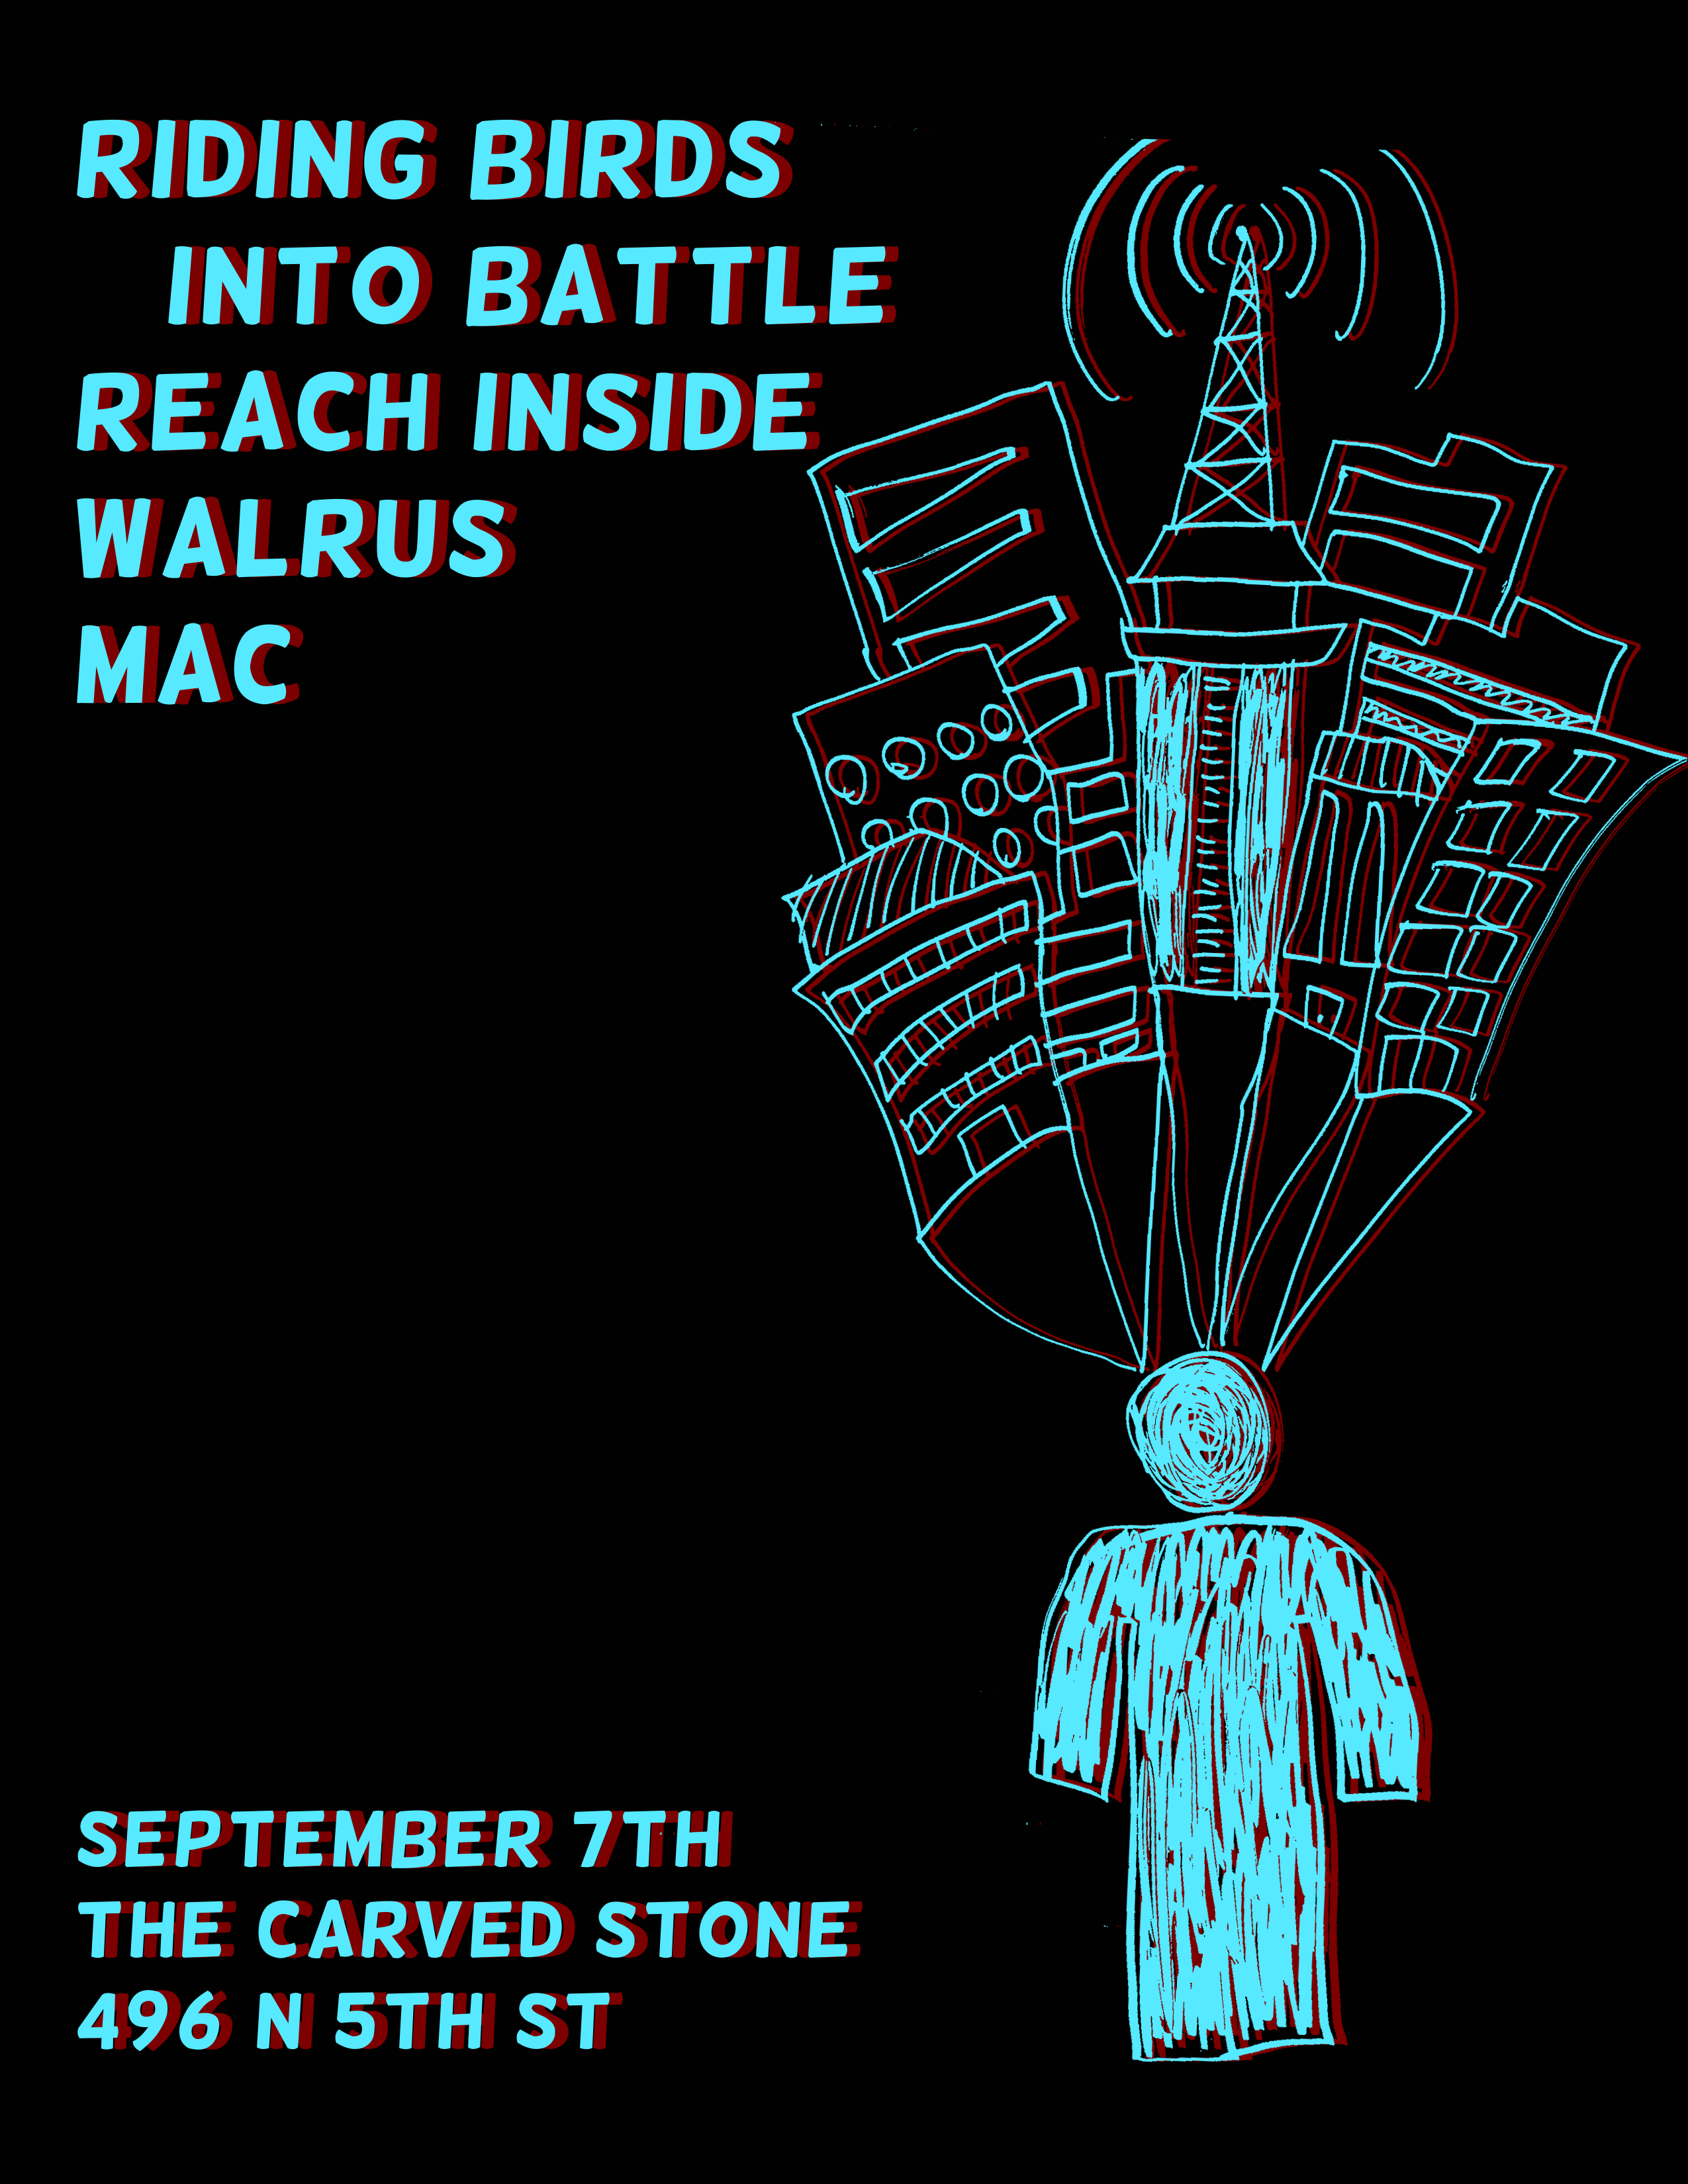 RIDING BIRDS
INTO BATTLE
REACH INSIDE
WALRUS
MAC
SEPTEMBER 7TH
THE CARVED STONE
496 N 5TH ST